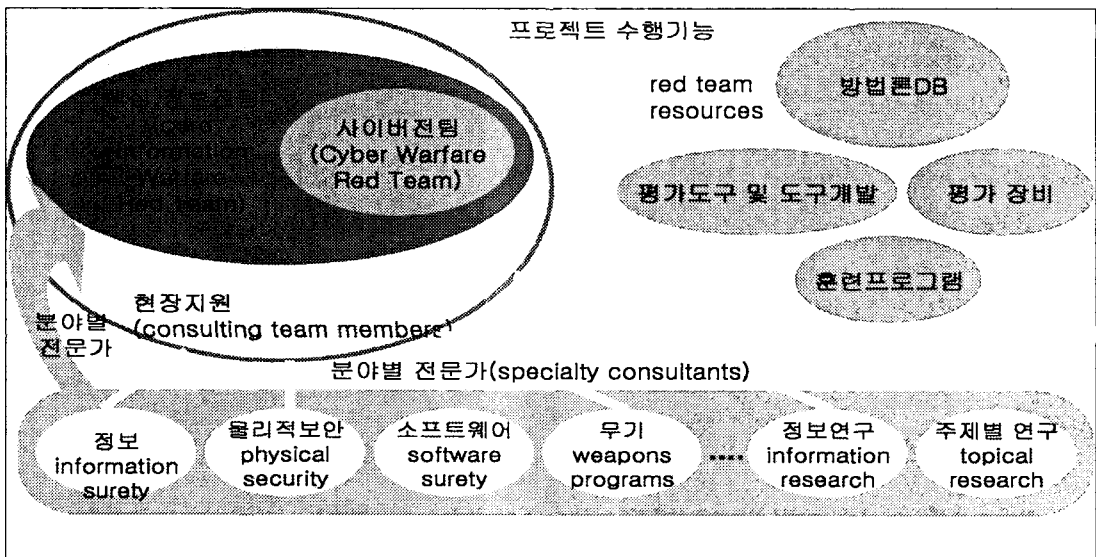 프로젝트 수행기능
red team
resources
방법론DB
평가도구 및 도구개발
평가 장비
훈련프로그램
사이버전팀
(Cyber Warfare
Red Team)
Information
Warfare
Red team)
현장지원
(consulting team members)
분야별
전문가
분야별 전문가(specialty consultants)
정보
information
surety
물리적보안
physical
security
소프트웨어
software
surety
무기
weapons
programs
....
정보연구
information
research
주제별 연구
topical
research